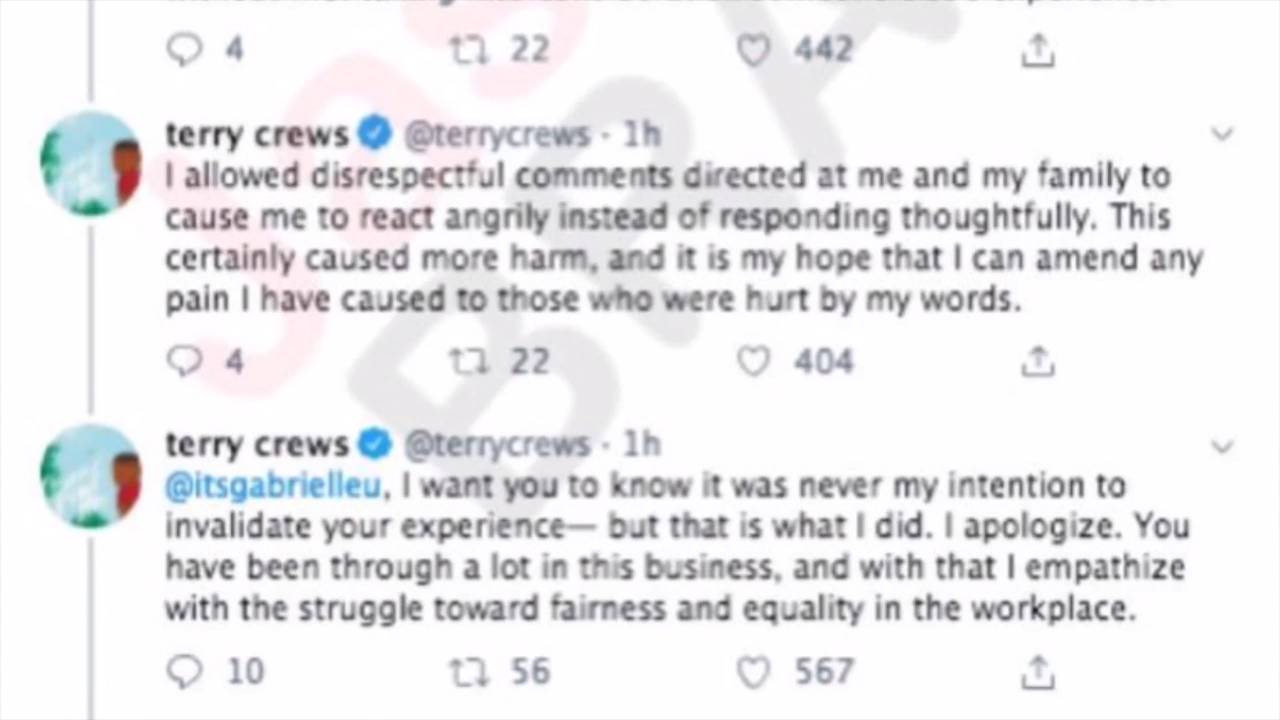 4 22 442
terry crews @terrycrews · 1h
I allowed disrespectful comments directed at me and my family to
cause me to react angrily instead of responding thoughtfully. This
certainly caused more harm, and it is my hope that I can amend any
pain I have caused to those who were hurt by my words.
4 22 404
terry crews @terrycrews · 1h
@itsgabrielleu, I want you to know it was never my intention to
invalidate your experience— but that is what I did. I apologize. You
have been through a lot in this business, and with that I empathize
with the struggle toward fairness and equality in the workplace.
10 56 567